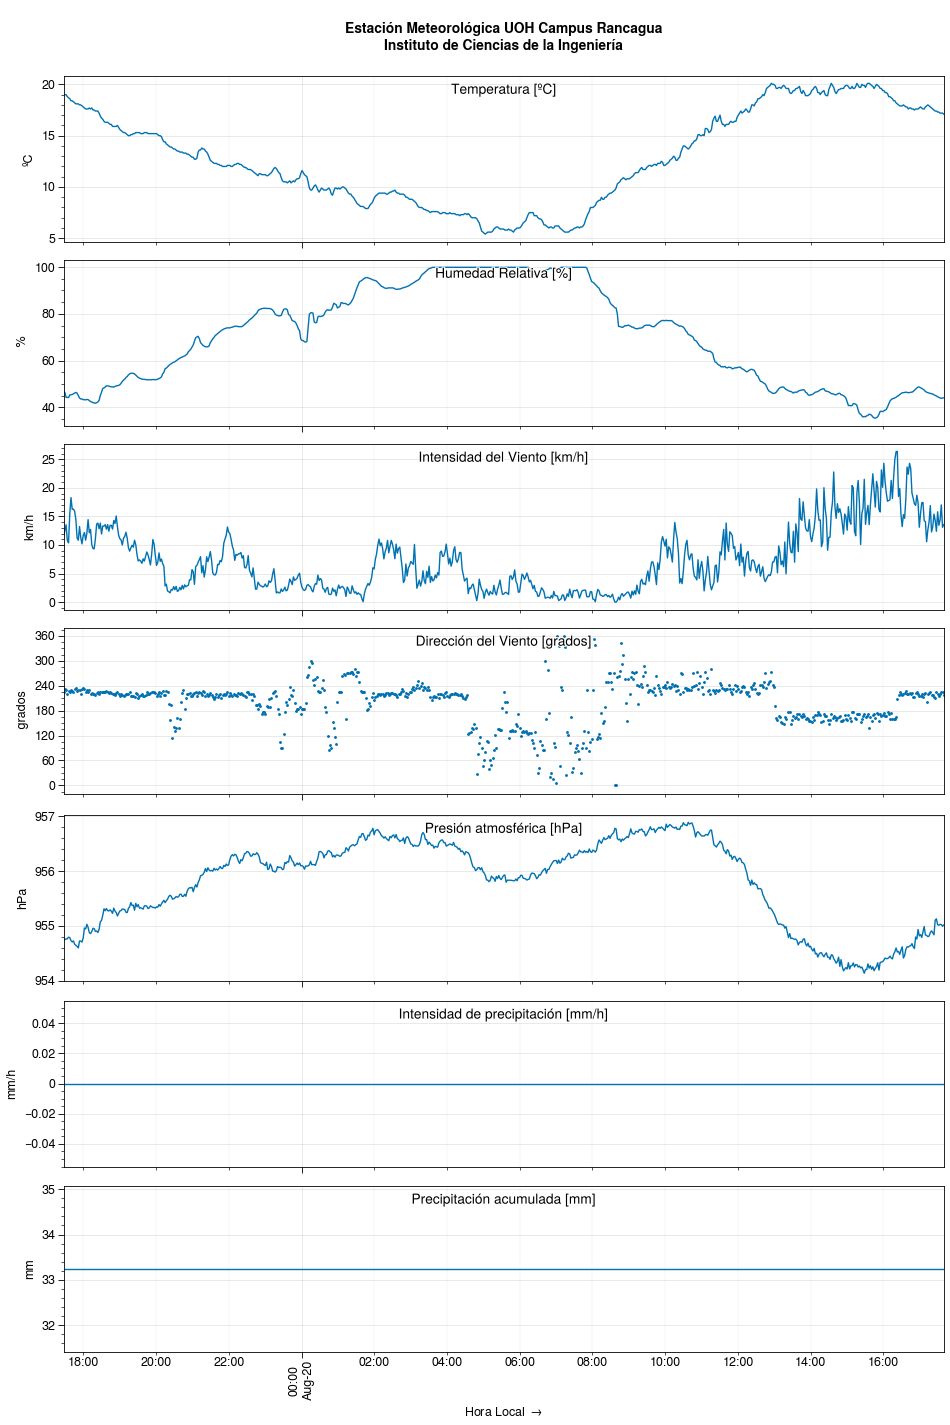 Estación Meteorológica UOH Campus Rancagua
Instituto de Ciencias de la Ingeniería
Temperatura [ºC]
ºC
20
15
10
5
Humedad Relativa [%]
%
100
80
60
40
Intensidad del Viento [km/h]
km/h
25
20
15
10
5
0
Dirección del Viento [grados]
grados
360
300
240
180
120
60
0
Presión atmosférica [hPa]
hPa
957
956
955
954
Intensidad de precipitación [mm/h]
mm/h
0.04
0.02
0
−0.02
−0.04
Precipitación acumulada [mm]
mm
35
34
33
32
18:00 20:00 22:00 00:00 02:00 04:00 06:00 08:00 10:00 12:00 14:00 16:00
Aug-20
Hora Local →